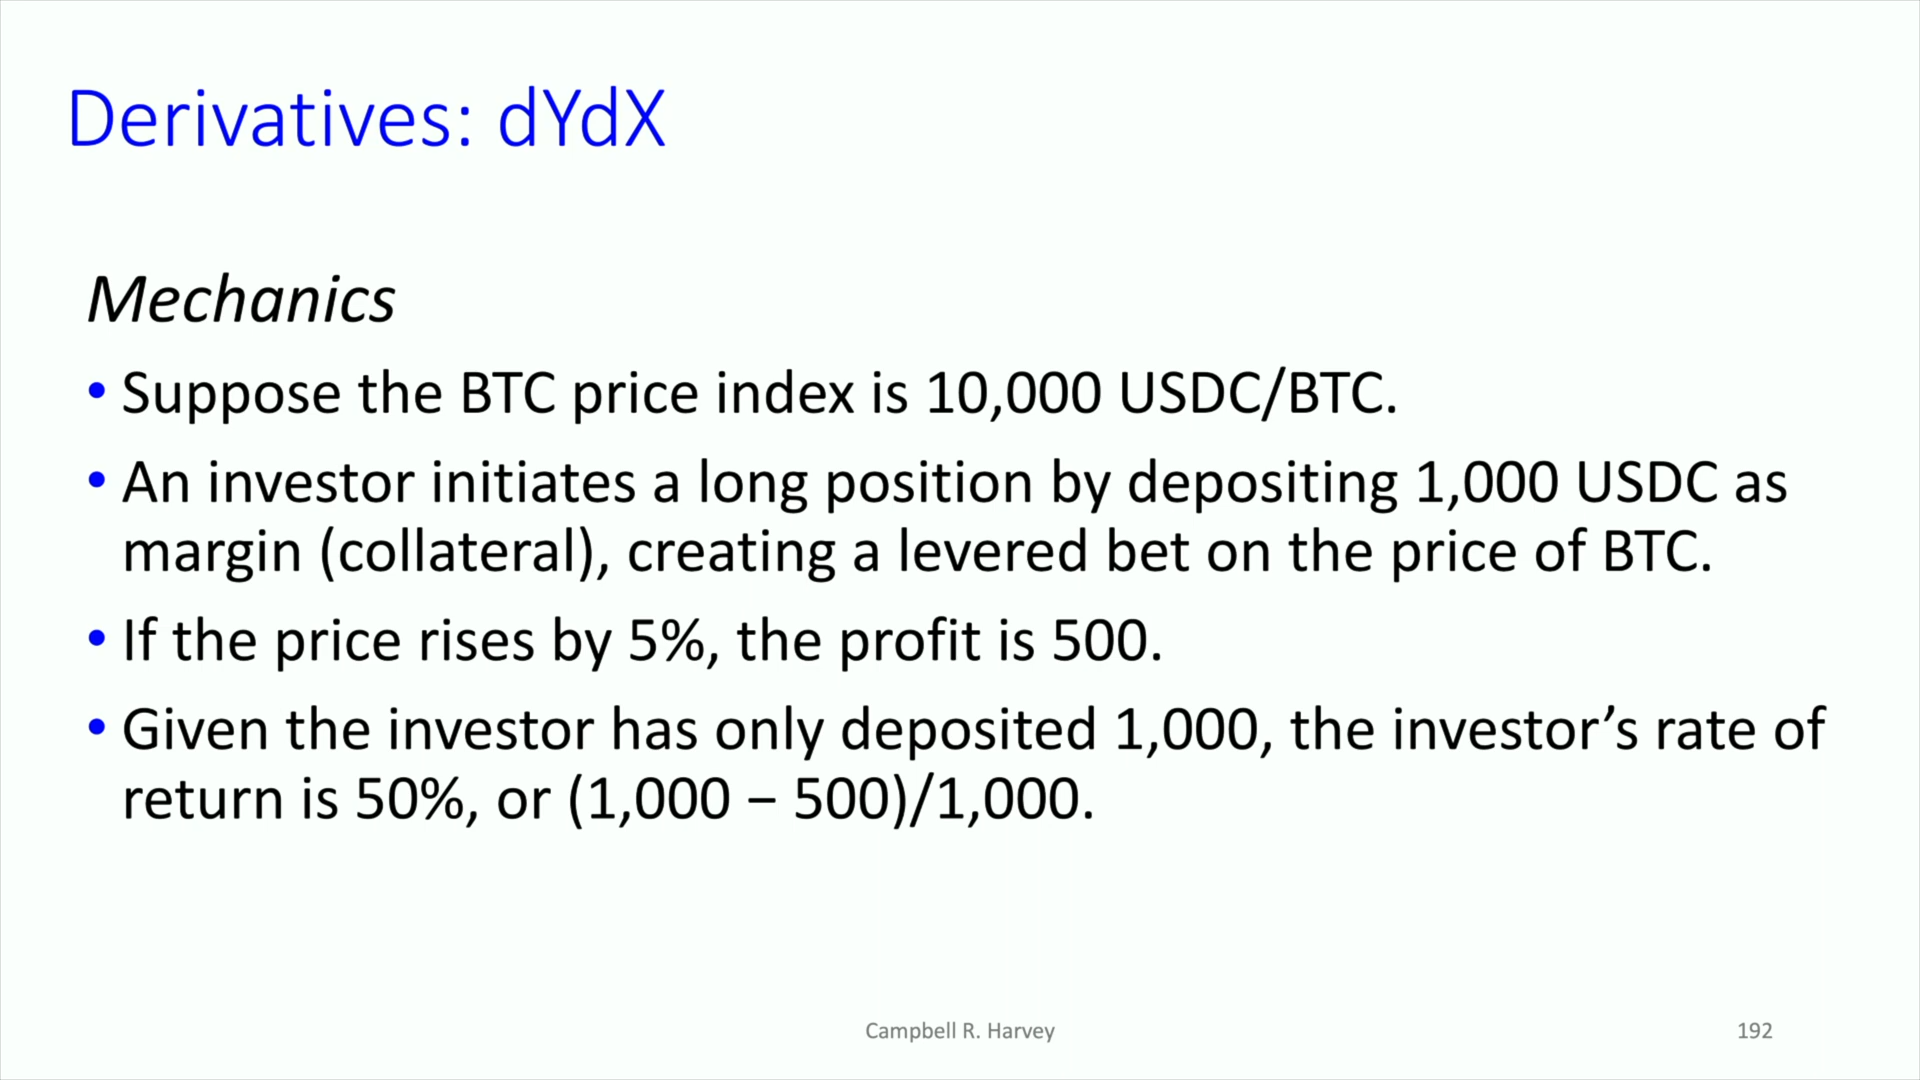 Derivatives: dYdX
Mechanics
• Suppose the BTC price index is 10,000 USDC/BTC.
• An investor initiates a long position by depositing 1,000 USDC as
margin (collateral), creating a levered bet on the price of BTC.
• If the price rises by 5%, the profit is 500.
• Given the investor has only deposited 1,000, the investor’s rate of
return is 50%, or (1,000 − 500)/1,000.
Campbell R. Harvey
192